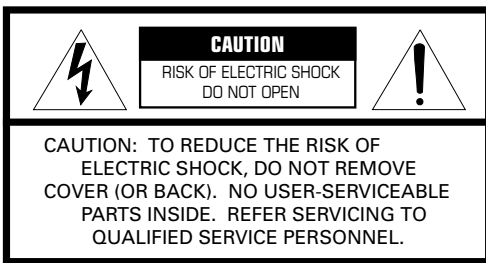 CAUTION
RISK OF ELECTRIC SHOCK
DO NOT OPEN
CAUTION: TO REDUCE THE RISK OF
ELECTRIC SHOCK, DO NOT REMOVE
COVER (OR BACK). NO USER-SERVICEABLE
PARTS INSIDE. REFER SERVICING TO
QUALIFIED SERVICE PERSONNEL.